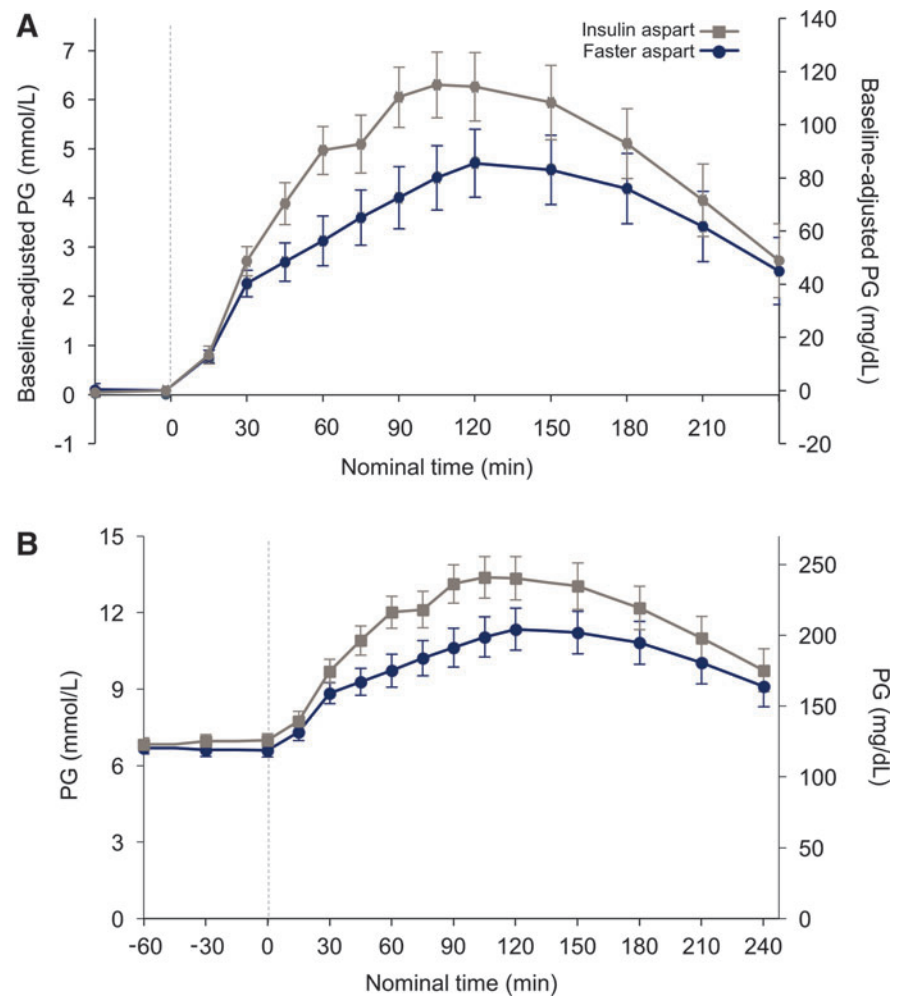 A
Insulin aspart
Faster aspart
Baseline-adjusted PG (mmol/L)
7
6
5
4
3
2
1
0
-1
140
120
100
80
60
40
20
0
-20
Baseline-adjusted PG (mg/dL)
0 30 60 90 120 150 180 210
Nominal time (min)
B
PG (mmol/L)
15
12
9
6
3
0
250
200
150
100
50
0
PG (mg/dL)
-60 -30 0 30 60 90 120 150 180 210 240
Nominal time (min)